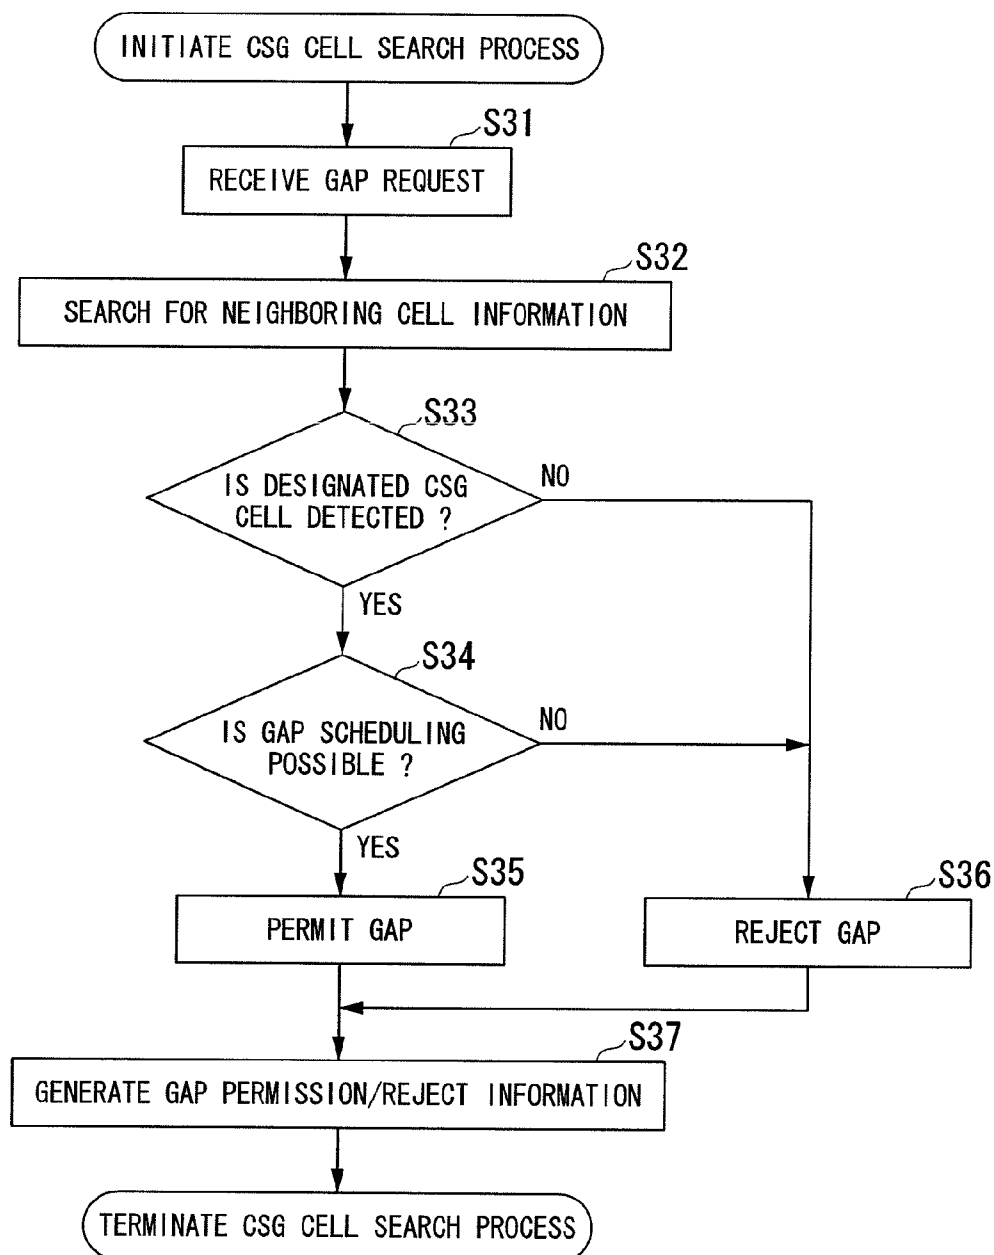 INITIATE CSG CELL SEARCH PROCESS
S31
RECEIVE GAP REQUEST
S32
SEARCH FOR NEIGHBORING CELL INFORMATION
S33
IS DESIGNATED CSG
CELL DETECTED ?
NO
YES
S34
IS GAP SCHEDULING
POSSIBLE ?
NO
YES
S35
PERMIT GAP
S36
REJECT GAP
S37
GENERATE GAP PERMISSION/REJECT INFORMATION
TERMINATE CSG CELL SEARCH PROCESS